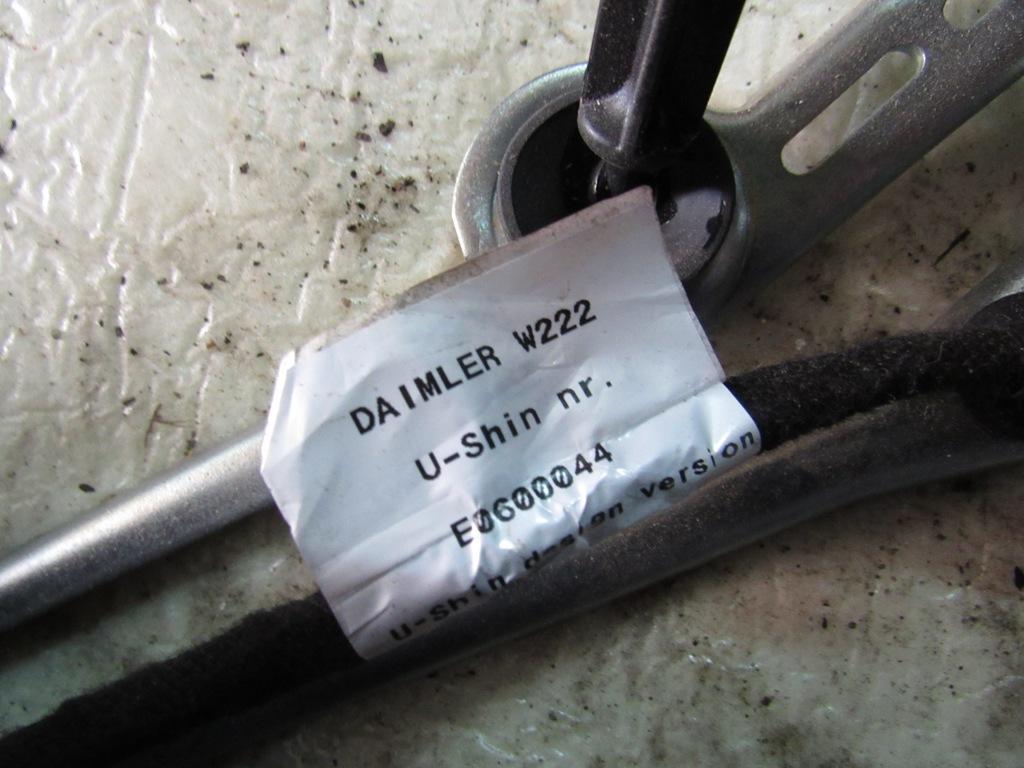 DAIMLER W222
U-Shin nr.
E0600044
U-Shin design version